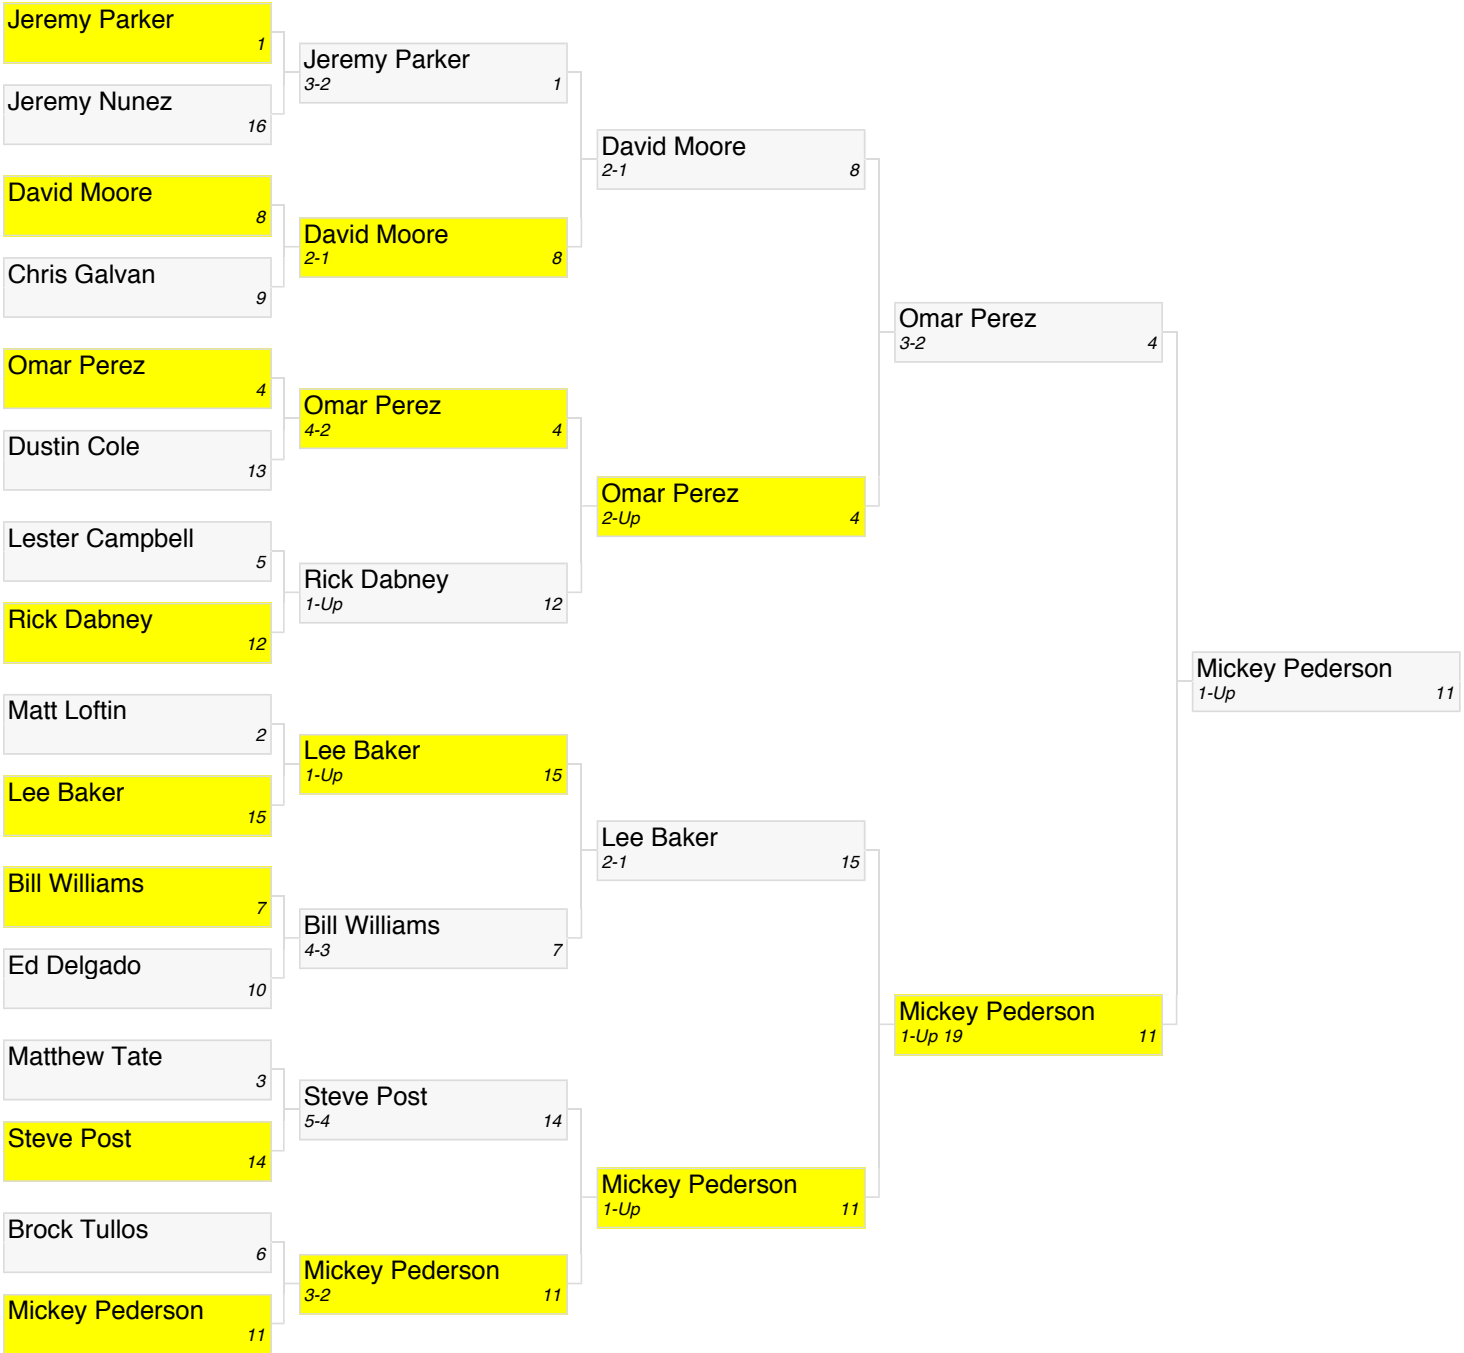 Jeremy Parker
1
Jeremy Nunez
16
David Moore
8
Chris Galvan
9
Omar Perez
4
Dustin Cole
13
Lester Campbell
5
Rick Dabney
12
Matt Loftin
2
Lee Baker
15
Bill Williams
7
Ed Delgado
10
Matthew Tate
3
Steve Post
14
Brock Tullos
6
Mickey Pederson
11
Jeremy Parker
3-2 1
David Moore
2-1 8
Omar Perez
4-2 4
Rick Dabney
1-Up 12
Lee Baker
1-Up 15
Bill Williams
4-3 7
Steve Post
5-4 14
Mickey Pederson
3-2 11
David Moore
2-1 8
Omar Perez
2-Up 4
Lee Baker
2-1 15
Mickey Pederson
1-Up 11
Omar Perez
3-2 4
Mickey Pederson
1-Up 19 11
Mickey Pederson
1-Up 11